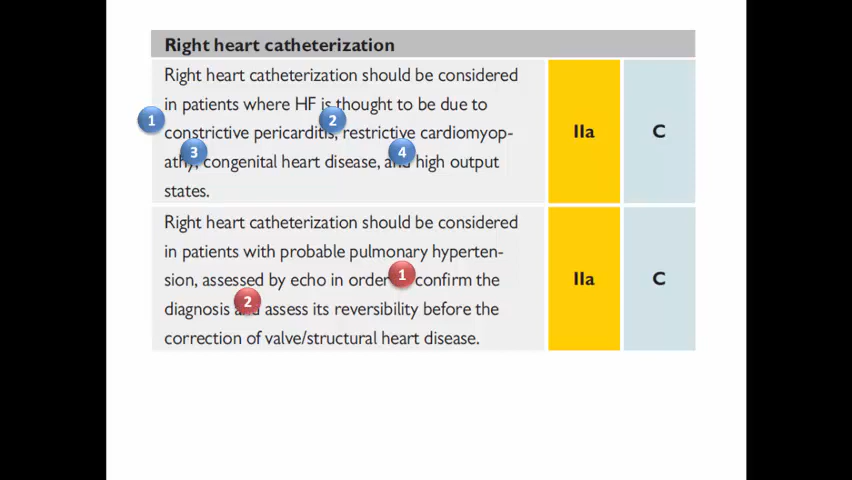 Right heart catheterization
Right heart catheterization should be considered
in patients where HF is thought to be due to
1 2
constrictive pericarditis, restrictive cardiomyop-
3 4
athy, congenital heart disease, and high output
states.
IIa
C
Right heart catheterization should be considered
in patients with probable pulmonary hyperten-
sion, assessed by echo in order 1 confirm the
2
diagnosis and assess its reversibility before the
correction of valve/structural heart disease.
IIa
C